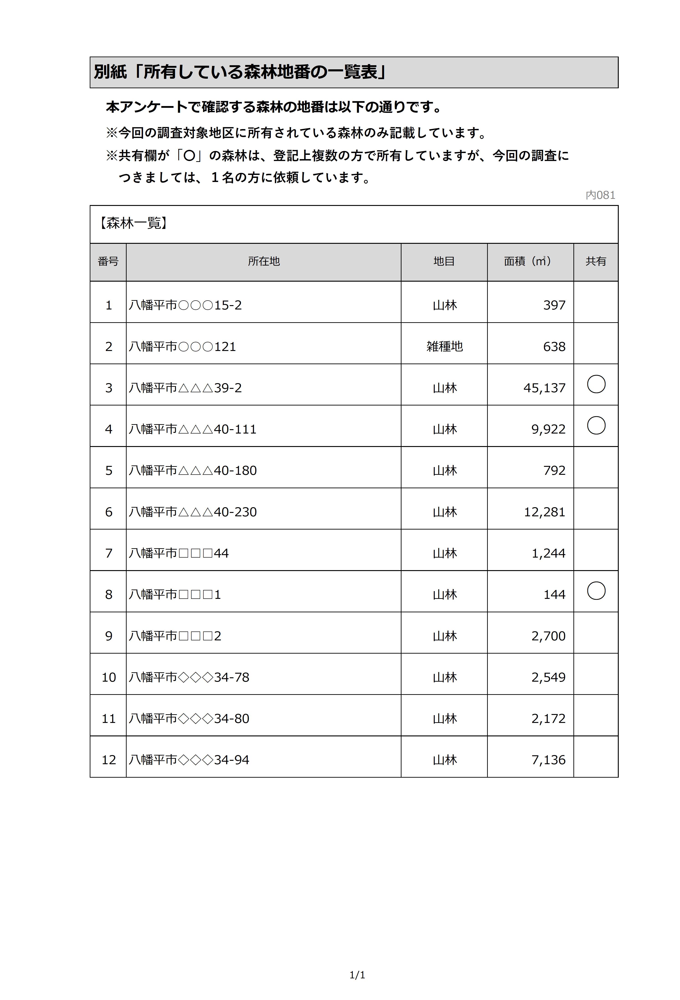 別紙「所有している森林地番の一覧表」
本アンケートで確認する森林の地番は以下の通りです。
※今回の調査対象地区に所有されている森林のみ記載しています。
※共有欄が「〇」の森林は、登記上複数の方で所有していますが、今回の調査に
つきましては、１名の方に依頼しています。
内081
【森林一覧】
番号 所在地 地目 面積（㎡） 共有
1 八幡平市○○○15-2 山林 397
2 八幡平市○○○121 雑種地 638
3 八幡平市△△△39-2 山林 45,137 ○
4 八幡平市△△△40-111 山林 9,922 ○
5 八幡平市△△△40-180 山林 792
6 八幡平市△△△40-230 山林 12,281
7 八幡平市□□□44 山林 1,244
8 八幡平市□□□1 山林 144 ○
9 八幡平市□□□2 山林 2,700
10 八幡平市◇◇◇34-78 山林 2,549
11 八幡平市◇◇◇34-80 山林 2,172
12 八幡平市◇◇◇34-94 山林 7,136
1/1